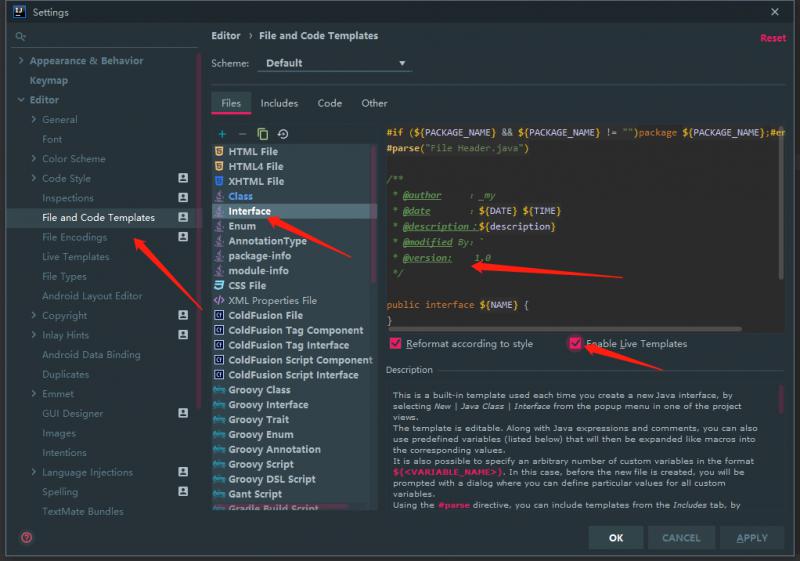 Settings
Appearance & Behavior
Keymap
Editor
General
Font
Color Scheme
Code Style
Inspections
File and Code Templates
File Encodings
Live Templates
File Types
Android Layout Editor
Copyright
Inlay Hints
Android Data Binding
Duplicates
Emmet
GUI Designer
Images
Intentions
Language Injections
Spelling
TextMate Bundles
Editor › File and Code Templates
Reset
Scheme: Default
Files Includes Code Other
HTML File
HTML4 File
XHTML File
Class
Interface
Enum
AnnotationType
package-info
module-info
CSS File
XML Properties File
ColdFusion File
ColdFusion Tag Component
ColdFusion Tag Interface
ColdFusion Script Component
ColdFusion Script Interface
Groovy Class
Groovy Interface
Groovy Trait
Groovy Enum
Groovy Annotation
Groovy Script
Groovy DSL Script
Gant Script
Gradle Build Script
#if (${PACKAGE_NAME} && ${PACKAGE_NAME} != "")package ${PACKAGE_NAME};#en
#parse("File Header.java")
/**
* @author : _my
* @date : ${DATE} ${TIME}
* @description：${description}
* @modified By：`
* @version: 1.0
*/
public interface ${NAME} {
}
Reformat according to style
Enable Live Templates
Description
This is a built-in template used each time you create a new Java interface, by
selecting New | Java Class | Interface from the popup menu in one of the project
views.
The template is editable. Along with Java expressions and comments, you can also
use predefined variables (listed below) that will then be expanded like macros into
the corresponding values.
It is also possible to specify an arbitrary number of custom variables in the format
${<VARIABLE_NAME>}. In this case, before the new file is created, you will be
prompted with a dialog where you can define particular values for all custom
variables.
Using the #parse directive, you can include templates from the Includes tab, by
OK CANCEL APPLY